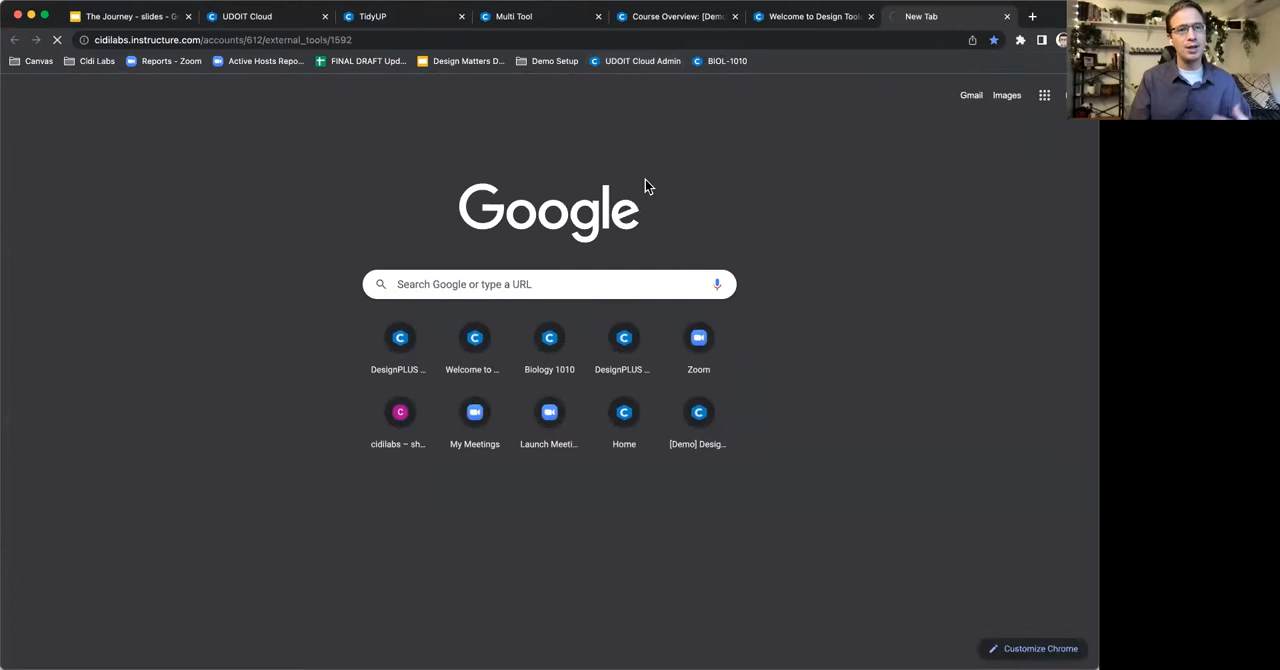 The Journey - slides - G
UDOIT Cloud
TidyUP
Multi Tool
Course Overview: [Demo
Welcome to Design Tool
New Tab
cidilabs.instructure.com/accounts/612/external_tools/1592
Canvas
Cidi Labs
Reports - Zoom
Active Hosts Repo...
FINAL DRAFT Upd...
Design Matters D...
Demo Setup
UDOIT Cloud Admin
BIOL-1010
Gmail
Images
Google
Search Google or type a URL
DesignPLUS ...
Welcome to ...
Biology 1010
DesignPLUS ...
Zoom
C
cidilabs – sh...
My Meetings
Launch Meeti...
Home
[Demo] Desig...
Customize Chrome